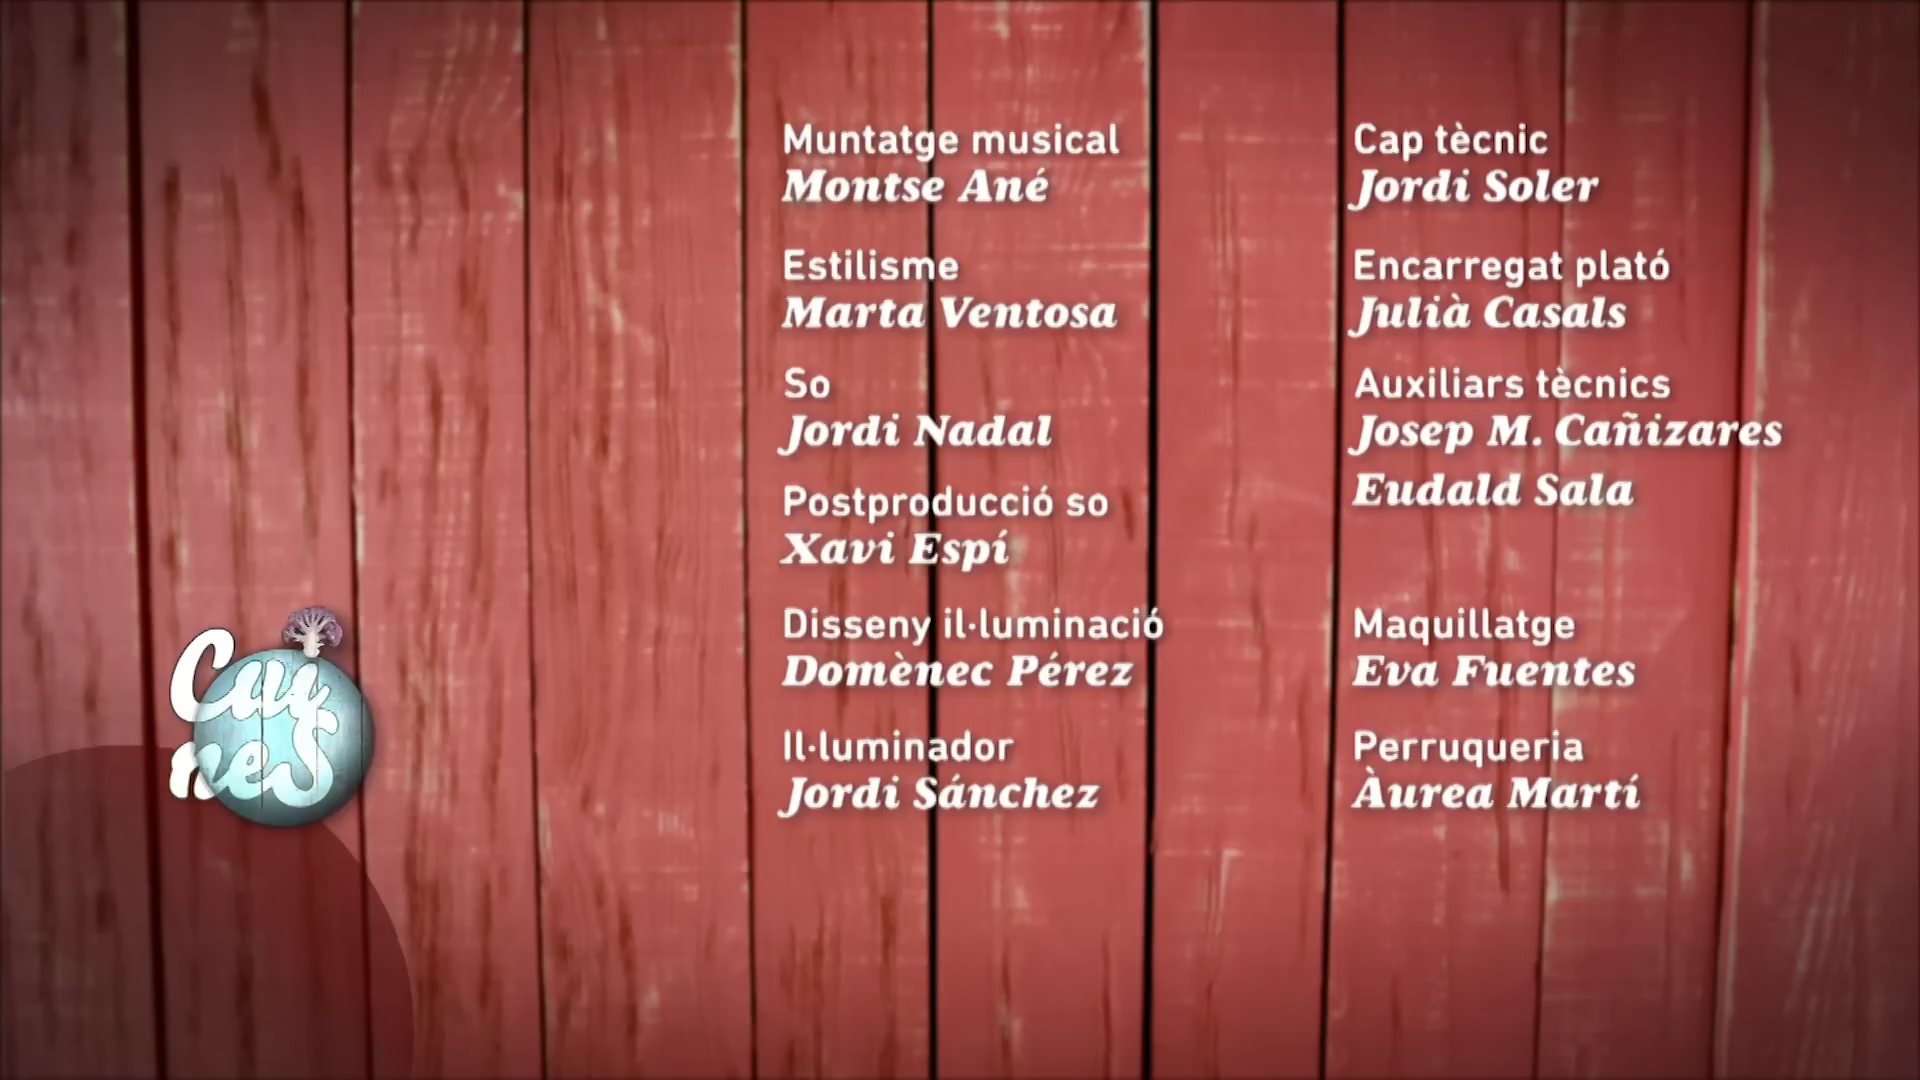 Muntatge musical
Montse Ané
Estilisme
Marta Ventosa
So
Jordi Nadal
Postproducció so
Xavi Espí
Disseny il·luminació
Domènec Pérez
Il·luminador
Jordi Sánchez
Cap tècnic
Jordi Soler
Encarregat plató
Julià Casals
Auxiliars tècnics
Josep M. Cañizares
Eudald Sala
Maquillatge
Eva Fuentes
Perruqueria
Àurea Martí
Cuy
neS